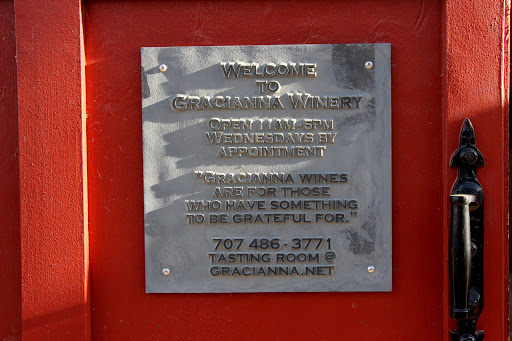 Welcome
to
Gracianna Winery
Open 11am - 5pm
Wednesdays by
appointment
"Gracianna wines
are for those
who have something
to be grateful for."
707 486 - 3771
tasting room @
gracianna.net